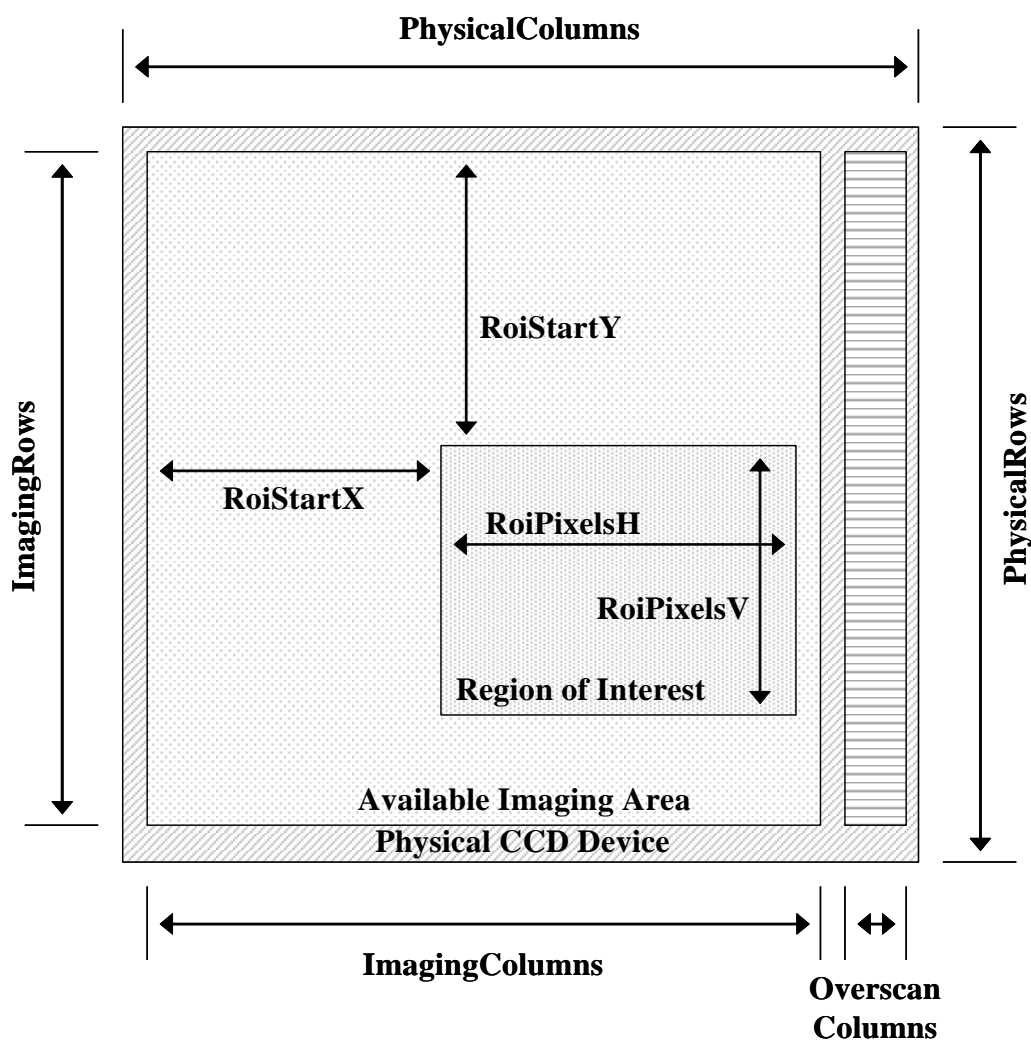 PhysicalColumns
RoiStartY
ImagingRows
PhysicalRows
RoiStartX
RoiPixelsH
RoiPixelsV
Region of Interest
Available Imaging Area
Physical CCD Device
ImagingColumns
Overscan
Columns